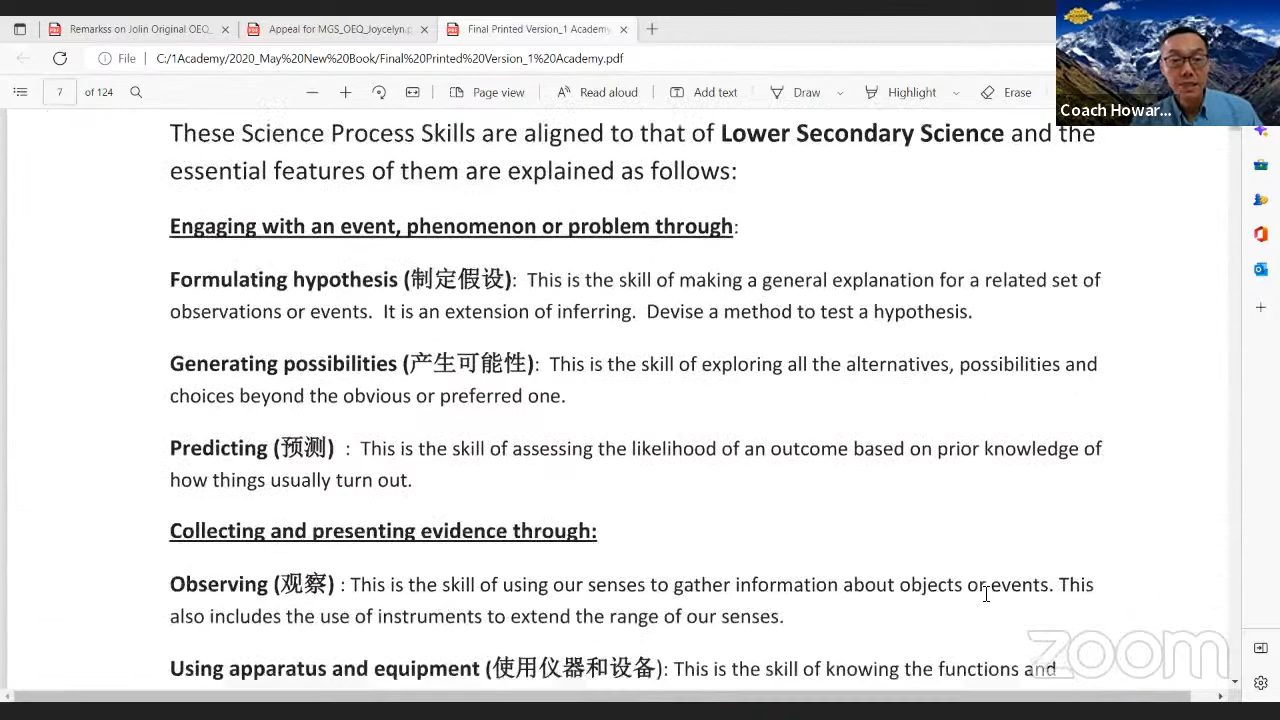 Remarkss on Jolin Original OEQ_
Appeal for MGS_OEQ_Joycelyn.p
Final Printed Version_1 Academy
File C:/1Academy/2020_May%20New%20Book/Final%20Printed%20Version_1%20Academy.pdf
7 of 124 Page view Read aloud Add text Draw Highlight Erase
Coach Howar...
These Science Process Skills are aligned to that of Lower Secondary Science and the
essential features of them are explained as follows:
Engaging with an event, phenomenon or problem through:
Formulating hypothesis (制定假设): This is the skill of making a general explanation for a related set of
observations or events. It is an extension of inferring. Devise a method to test a hypothesis.
Generating possibilities (产生可能性): This is the skill of exploring all the alternatives, possibilities and
choices beyond the obvious or preferred one.
Predicting (预测) : This is the skill of assessing the likelihood of an outcome based on prior knowledge of
how things usually turn out.
Collecting and presenting evidence through:
Observing (观察) : This is the skill of using our senses to gather information about objects or events. This
also includes the use of instruments to extend the range of our senses.
Using apparatus and equipment (使用仪器和设备): This is the skill of knowing the functions and
zoom